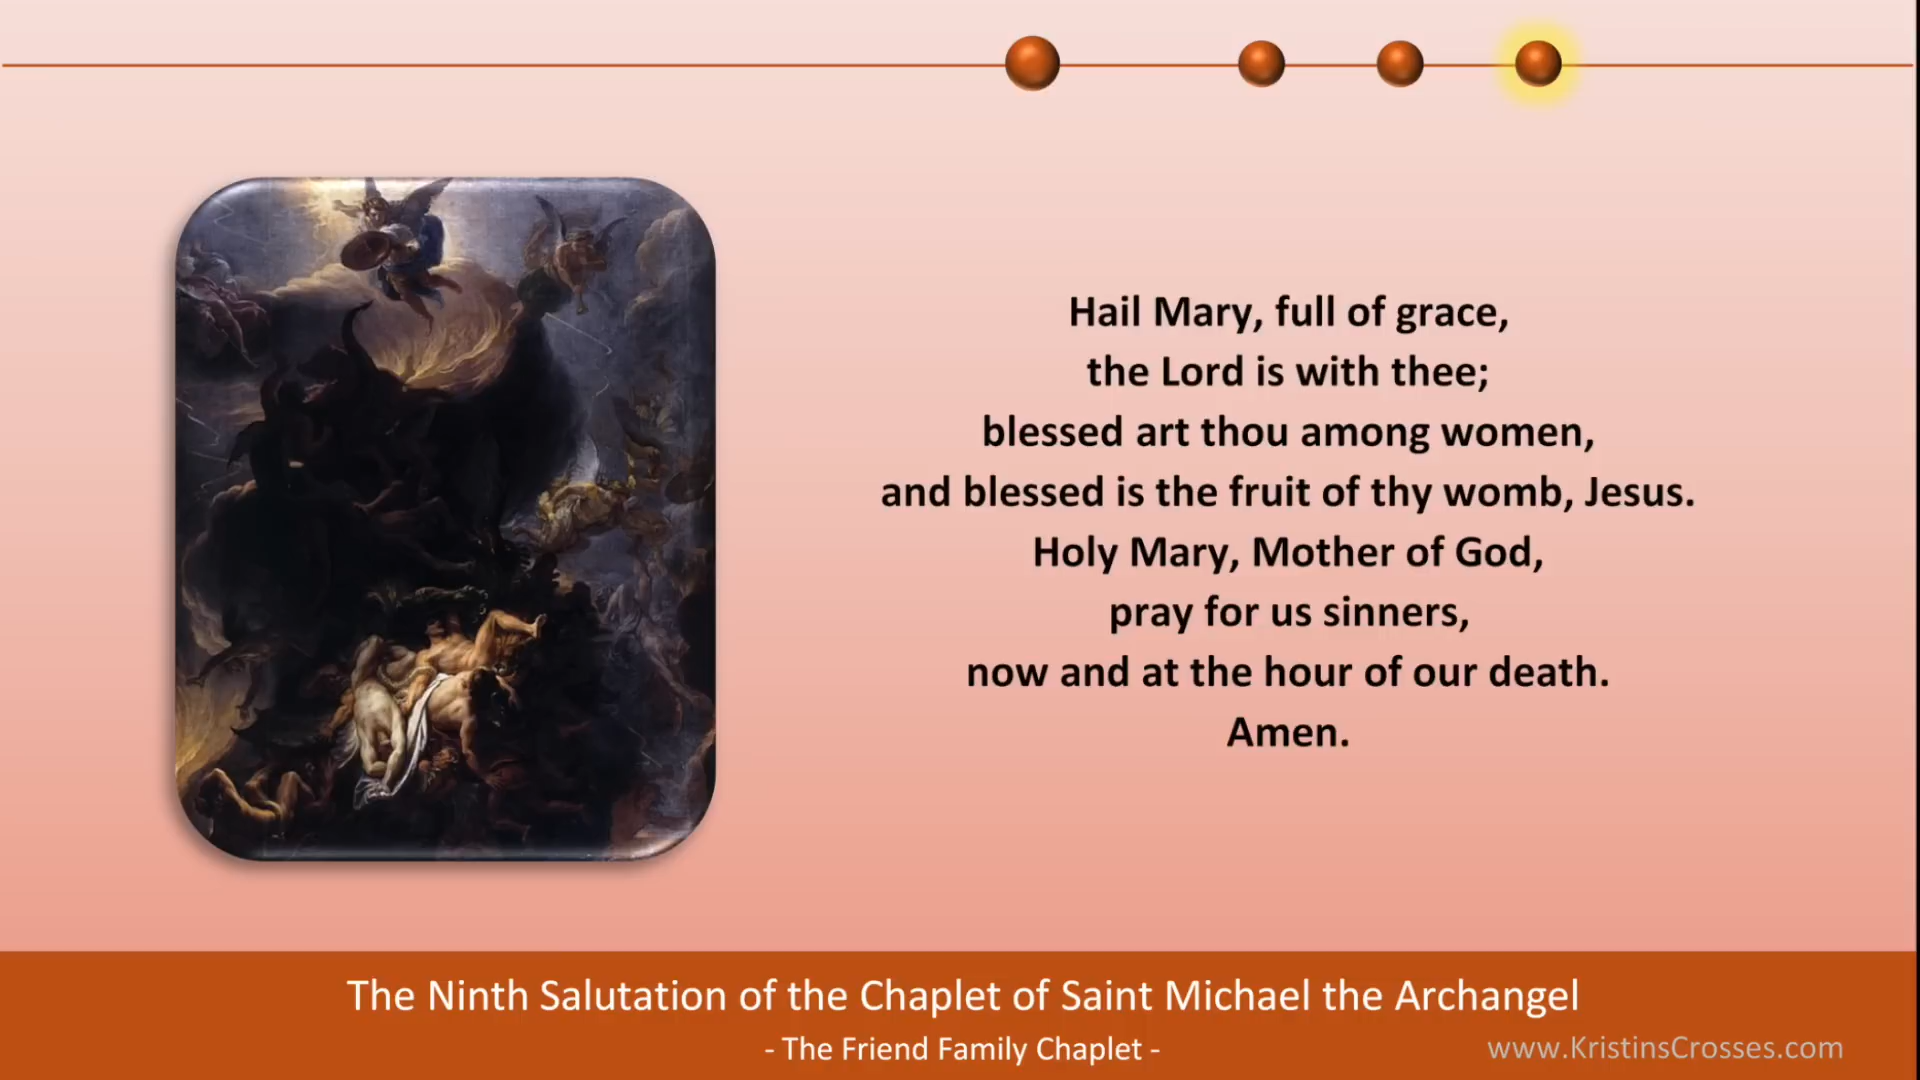 Hail Mary, full of grace,
the Lord is with thee;
blessed art thou among women,
and blessed is the fruit of thy womb, Jesus.
Holy Mary, Mother of God,
pray for us sinners,
now and at the hour of our death.
Amen.
The Ninth Salutation of the Chaplet of Saint Michael the Archangel
- The Friend Family Chaplet -
www.KristinsCrosses.com